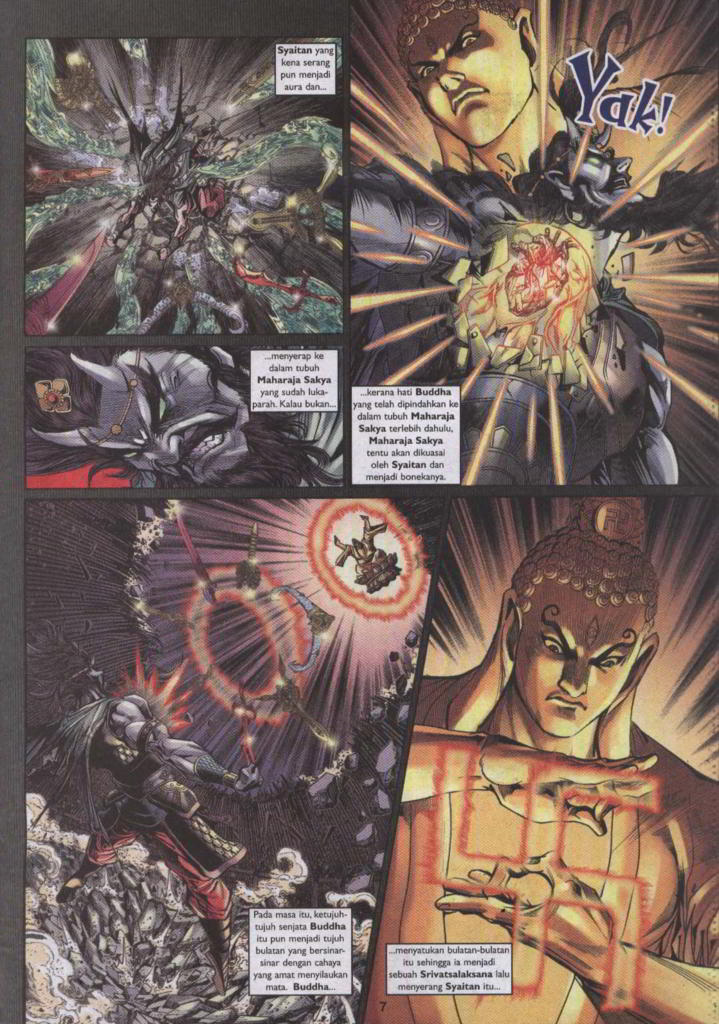 Syaitan yang
kena serang
pun menjadi
aura dan...
Yak!
...menyerap ke
dalam tubuh
Maharaja Sakya
yang sudah luka-
parah. Kalau bukan...
...kerana hati Buddha
yang telah dipindahkan ke
dalam tubuh Maharaja
Sakya terlebih dahulu,
Maharaja Sakya
tentu akan dikuasai
oleh Syaitan dan
menjadi bonekanya.
Pada masa itu, ketujuh-
tujuh senjata Buddha
itu pun menjadi tujuh
bulatan yang bersinar-
sinar dengan cahaya
yang amat menyilaukan
mata. Buddha...
...menyatukan bulatan-bulatan
itu sehingga ia menjadi
sebuah Srivatsalaksana lalu
menyerang Syaitan itu...
7